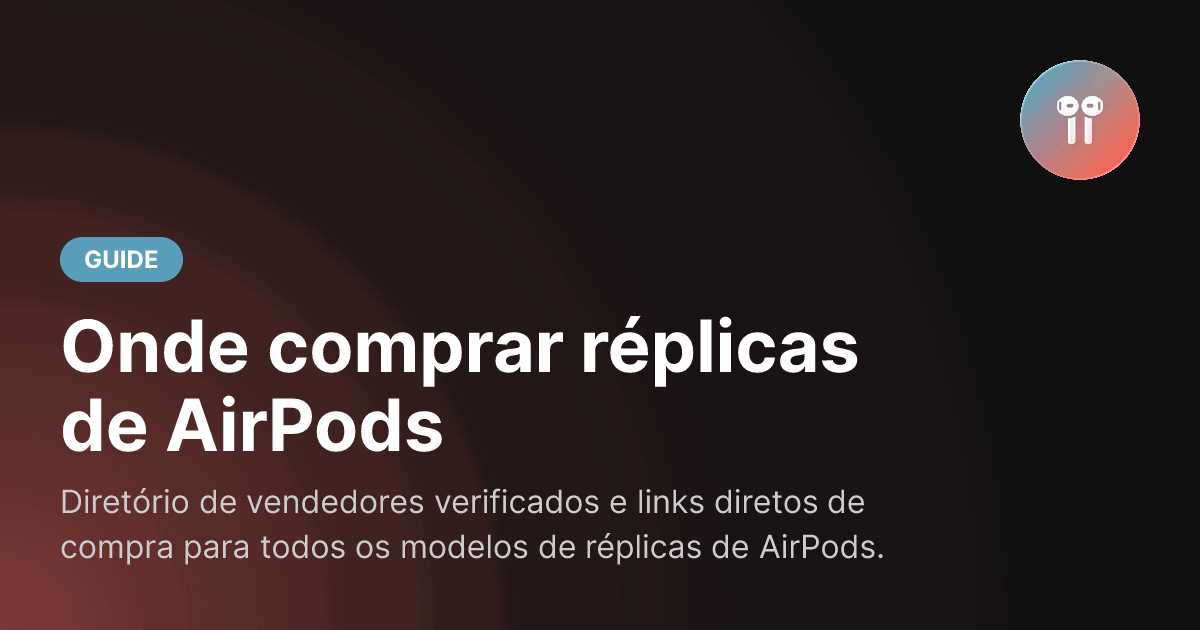 GUIDE
Onde comprar réplicas
de AirPods
Diretório de vendedores verificados e links diretos de
compra para todos os modelos de réplicas de AirPods.